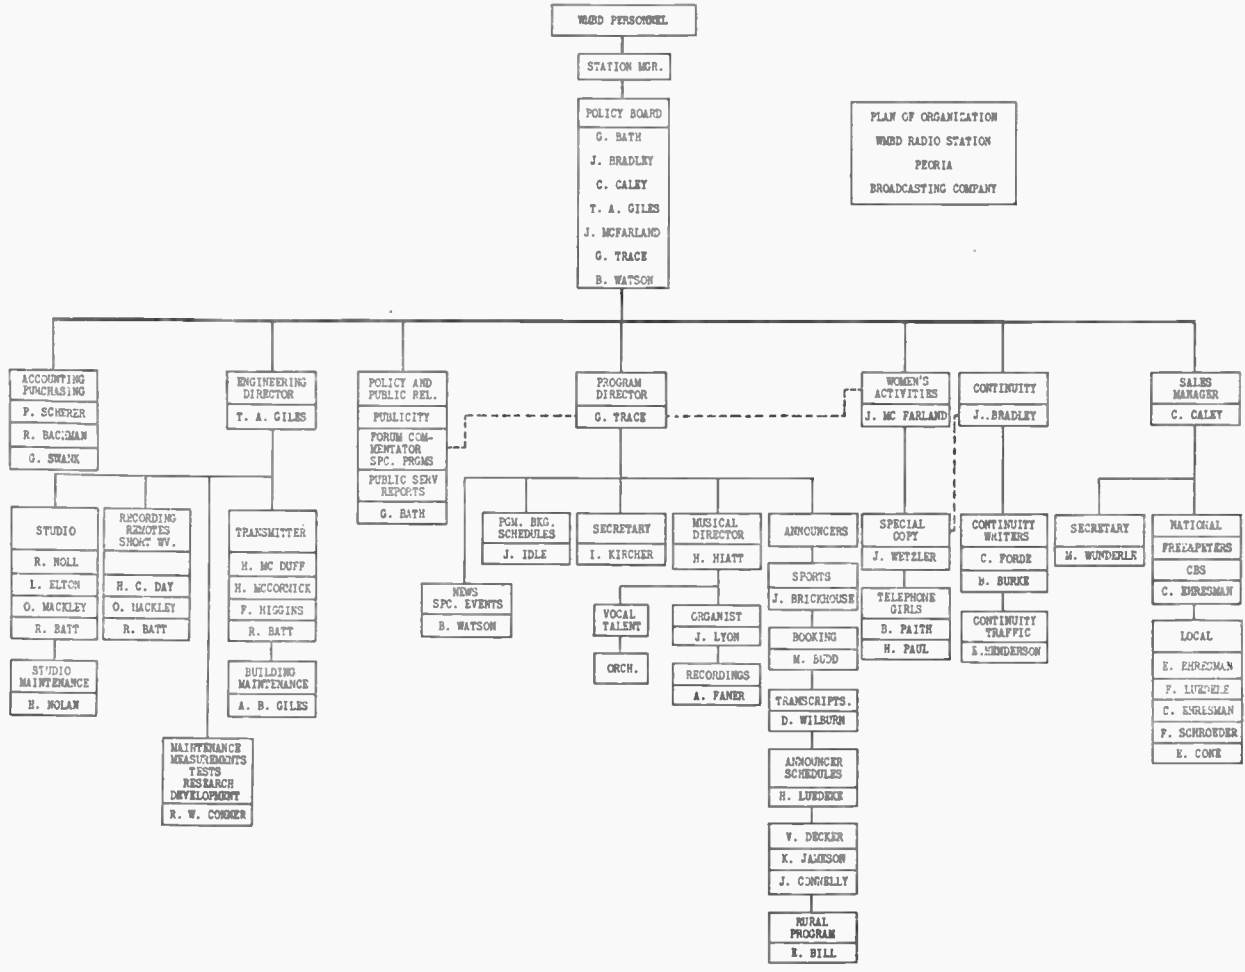 WMBD PERSONNEL
STATION MGR.
POLICY BOARD
G. BATH
J. BRADLEY
C. CALEY
T. A. GILES
J. MCFARLAND
G. TRACE
B. WATSON
PLAN OF ORGANIZATION
WMBD RADIO STATION
PEORIA
BROADCASTING COMPANY
ACCOUNTING
PURCHASING
P. SCHERER
R. BACHMAN
G. SWANK
ENGINEERING
DIRECTOR
T. A. GILES
POLICY AND
PUBLIC REL.
PUBLICITY
FORUM COM-
MENTATOR
SPC. PRGMS
PUBLIC SERV
REPORTS
G. BATH
PROGRAM
DIRECTOR
G. TRACE
WOMEN'S
ACTIVITIES
J. MC FARLAND
CONTINUITY
J. BRADLEY
SALES
MANAGER
C. CALEY
STUDIO
R. NOLL
L. ELTON
O. MACKLEY
R. BATT
STUDIO
MAINTENANCE
H. NOLAN
RECORDING
REMOTES
SHORT WV.
H. C. DAY
O. MACKLEY
R. BATT
TRANSMITTER
H. MC DUFF
H. MCCORMICK
F. HIGGINS
R. BATT
BUILDING
MAINTENANCE
A. B. GILES
MAINTENANCE
MEASUREMENTS
TESTS
RESEARCH
DEVELOPMENT
R. W. CONNER
NEWS
SPC. EVENTS
B. WATSON
PGM. BKG.
SCHEDULES
J. IDLE
SECRETARY
I. KIRCHER
MUSICAL
DIRECTOR
H. HIATT
VOCAL
TALENT
ORCH.
ORGANIST
J. LYON
RECORDINGS
A. FANER
ANNOUNCERS
SPORTS
J. BRICKHOUSE
BOOKING
M. BUDD
TRANSCRIPTS.
D. WILBURN
ANNOUNCER
SCHEDULES
H. LUEDEKE
V. DECKER
K. JAMESON
J. CONNELLY
RURAL
PROGRAM
E. BILL
SPECIAL
COPY
J. WETZLER
TELEPHONE
GIRLS
B. PAITH
H. PAUL
CONTINUITY
WRITERS
C. FORDE
B. BURKE
CONTINUITY
TRAFFIC
E. HENDERSON
SECRETARY
M. WUNDERLE
NATIONAL
FREE&PETERS
CBS
C. EHRESMAN
LOCAL
E. EHRESMAN
F. LUEDEKE
C. EHRESMAN
F. SCHROEDER
E. CONE